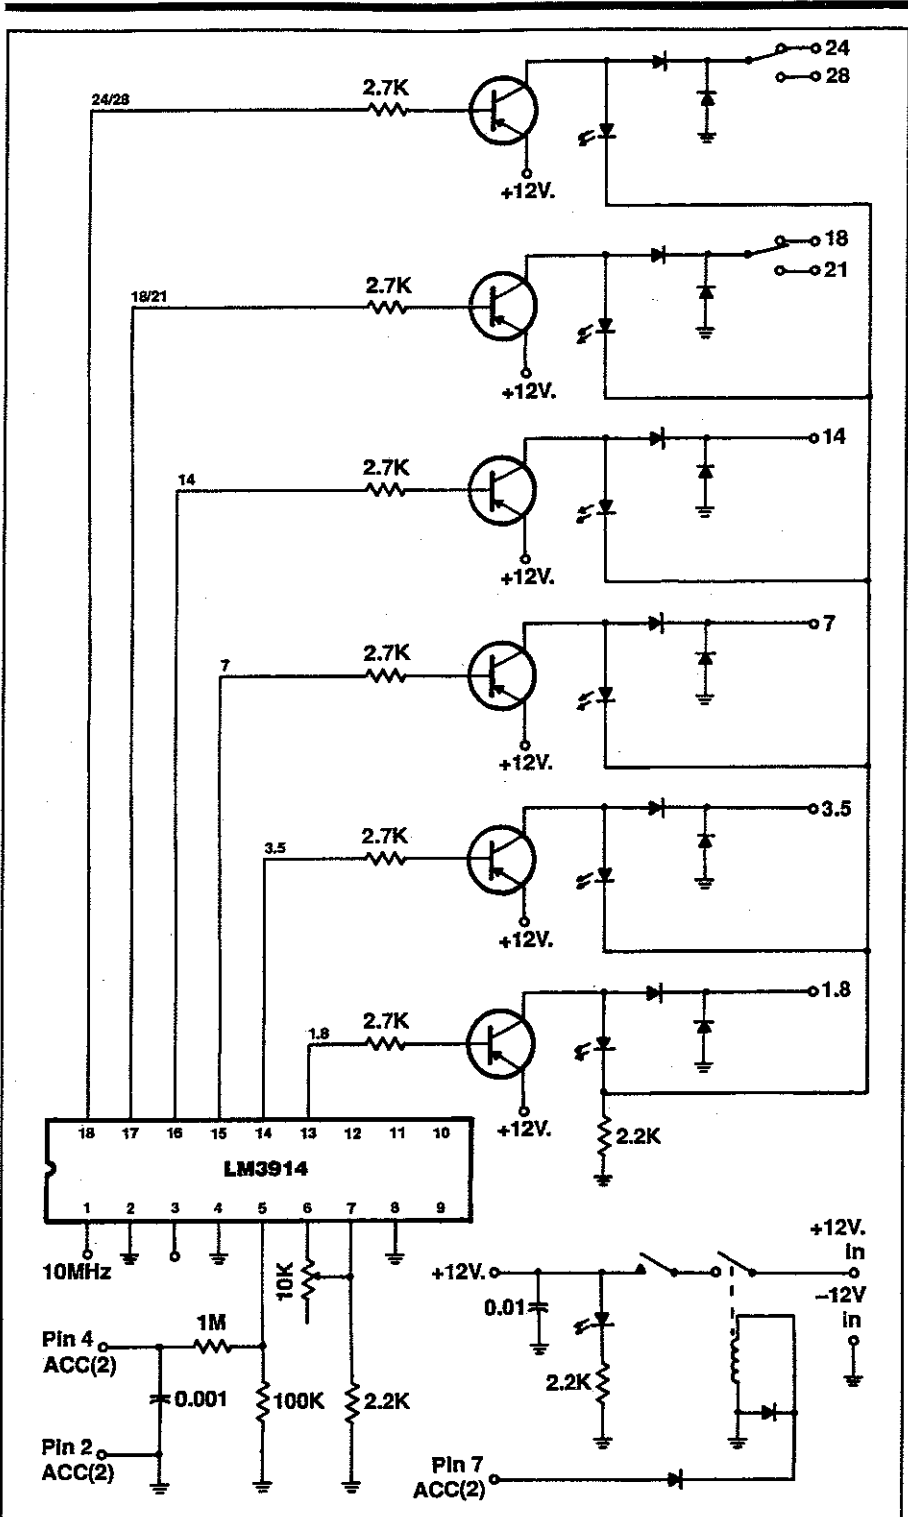 24
28
2.7K
24/28
+12V.
18
21
2.7K
18/21
+12V.
14
2.7K
14
+12V.
7
2.7K
7
+12V.
3.5
2.7K
3.5
+12V.
1.8
2.7K
1.8
+12V.
2.2K
18 17 16 15 14 13 12 11 10
LM3914
1 2 3 4 5 6 7 8 9
10MHz
10K
+12V.
0.01
2.2K
+12V.
In
–12V
in
1M
Pin 4
ACC(2)
0.001
100K
2.2K
Pin 2
ACC(2)
Pin 7
ACC(2)